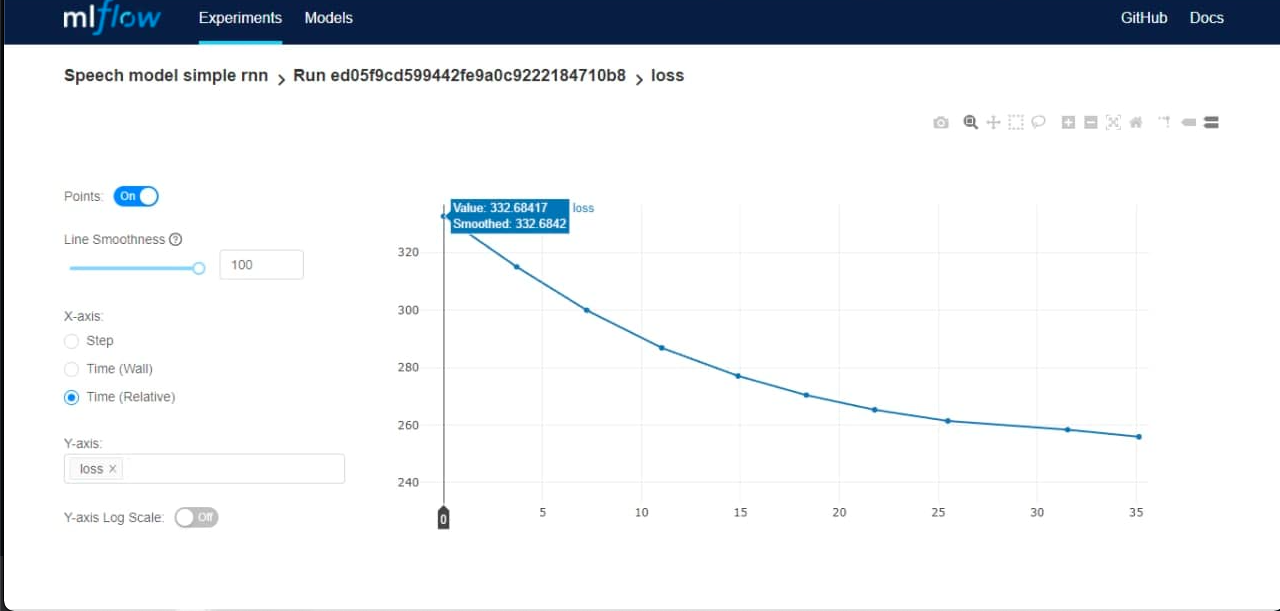 mlflow Experiments Models GitHub Docs
Speech model simple rnn > Run ed05f9cd599442fe9a0c9222184710b8 > loss
Points: On
Line Smoothness ?
100
X-axis:
Step
Time (Wall)
Time (Relative)
Y-axis:
loss ×
Y-axis Log Scale: Off
Value: 332.68417 loss
Smoothed: 332.6842
320
300
280
260
240
0 5 10 15 20 25 30 35